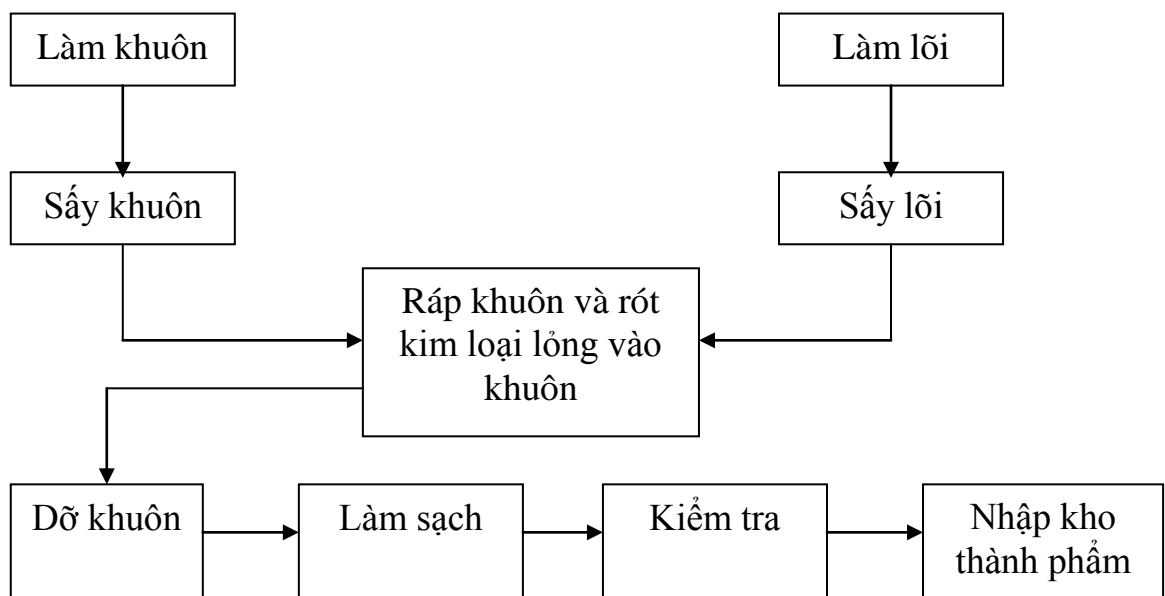 Làm khuôn
Làm lõi
Sấy khuôn
Sấy lõi
Ráp khuôn và rót
kim loại lỏng vào
khuôn
Dỡ khuôn
Làm sạch
Kiểm tra
Nhập kho
thành phẩm